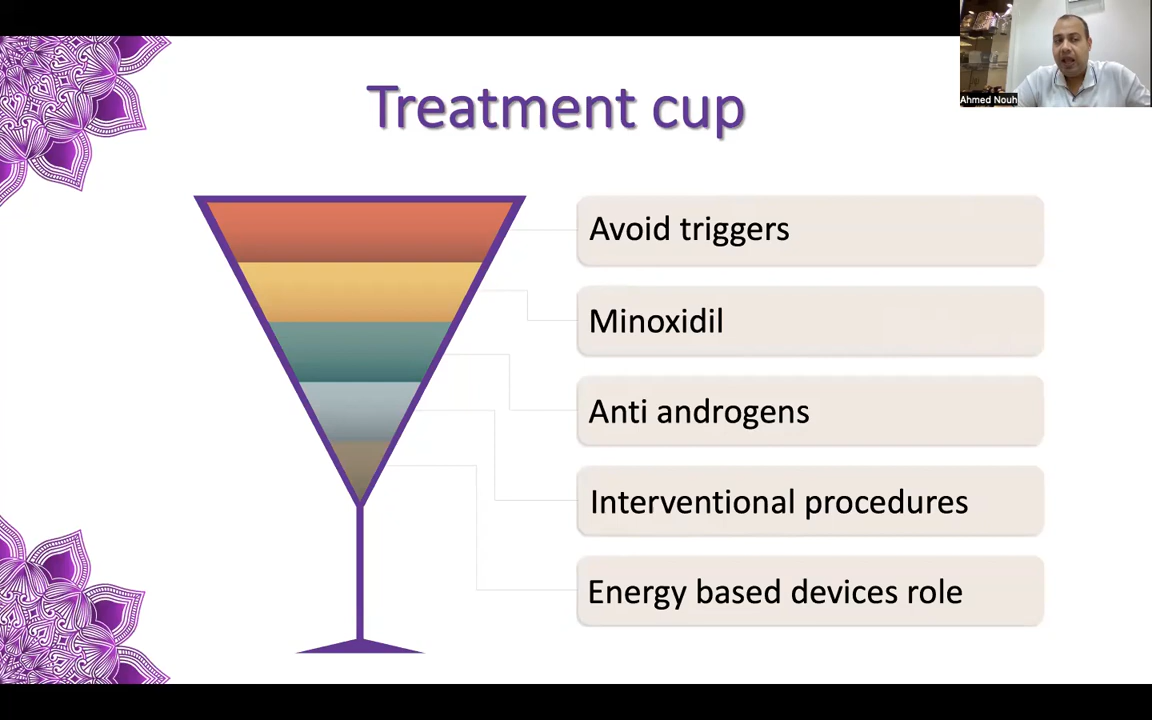 Ahmed Nouh
Treatment cup
Avoid triggers
Minoxidil
Anti androgens
Interventional procedures
Energy based devices role